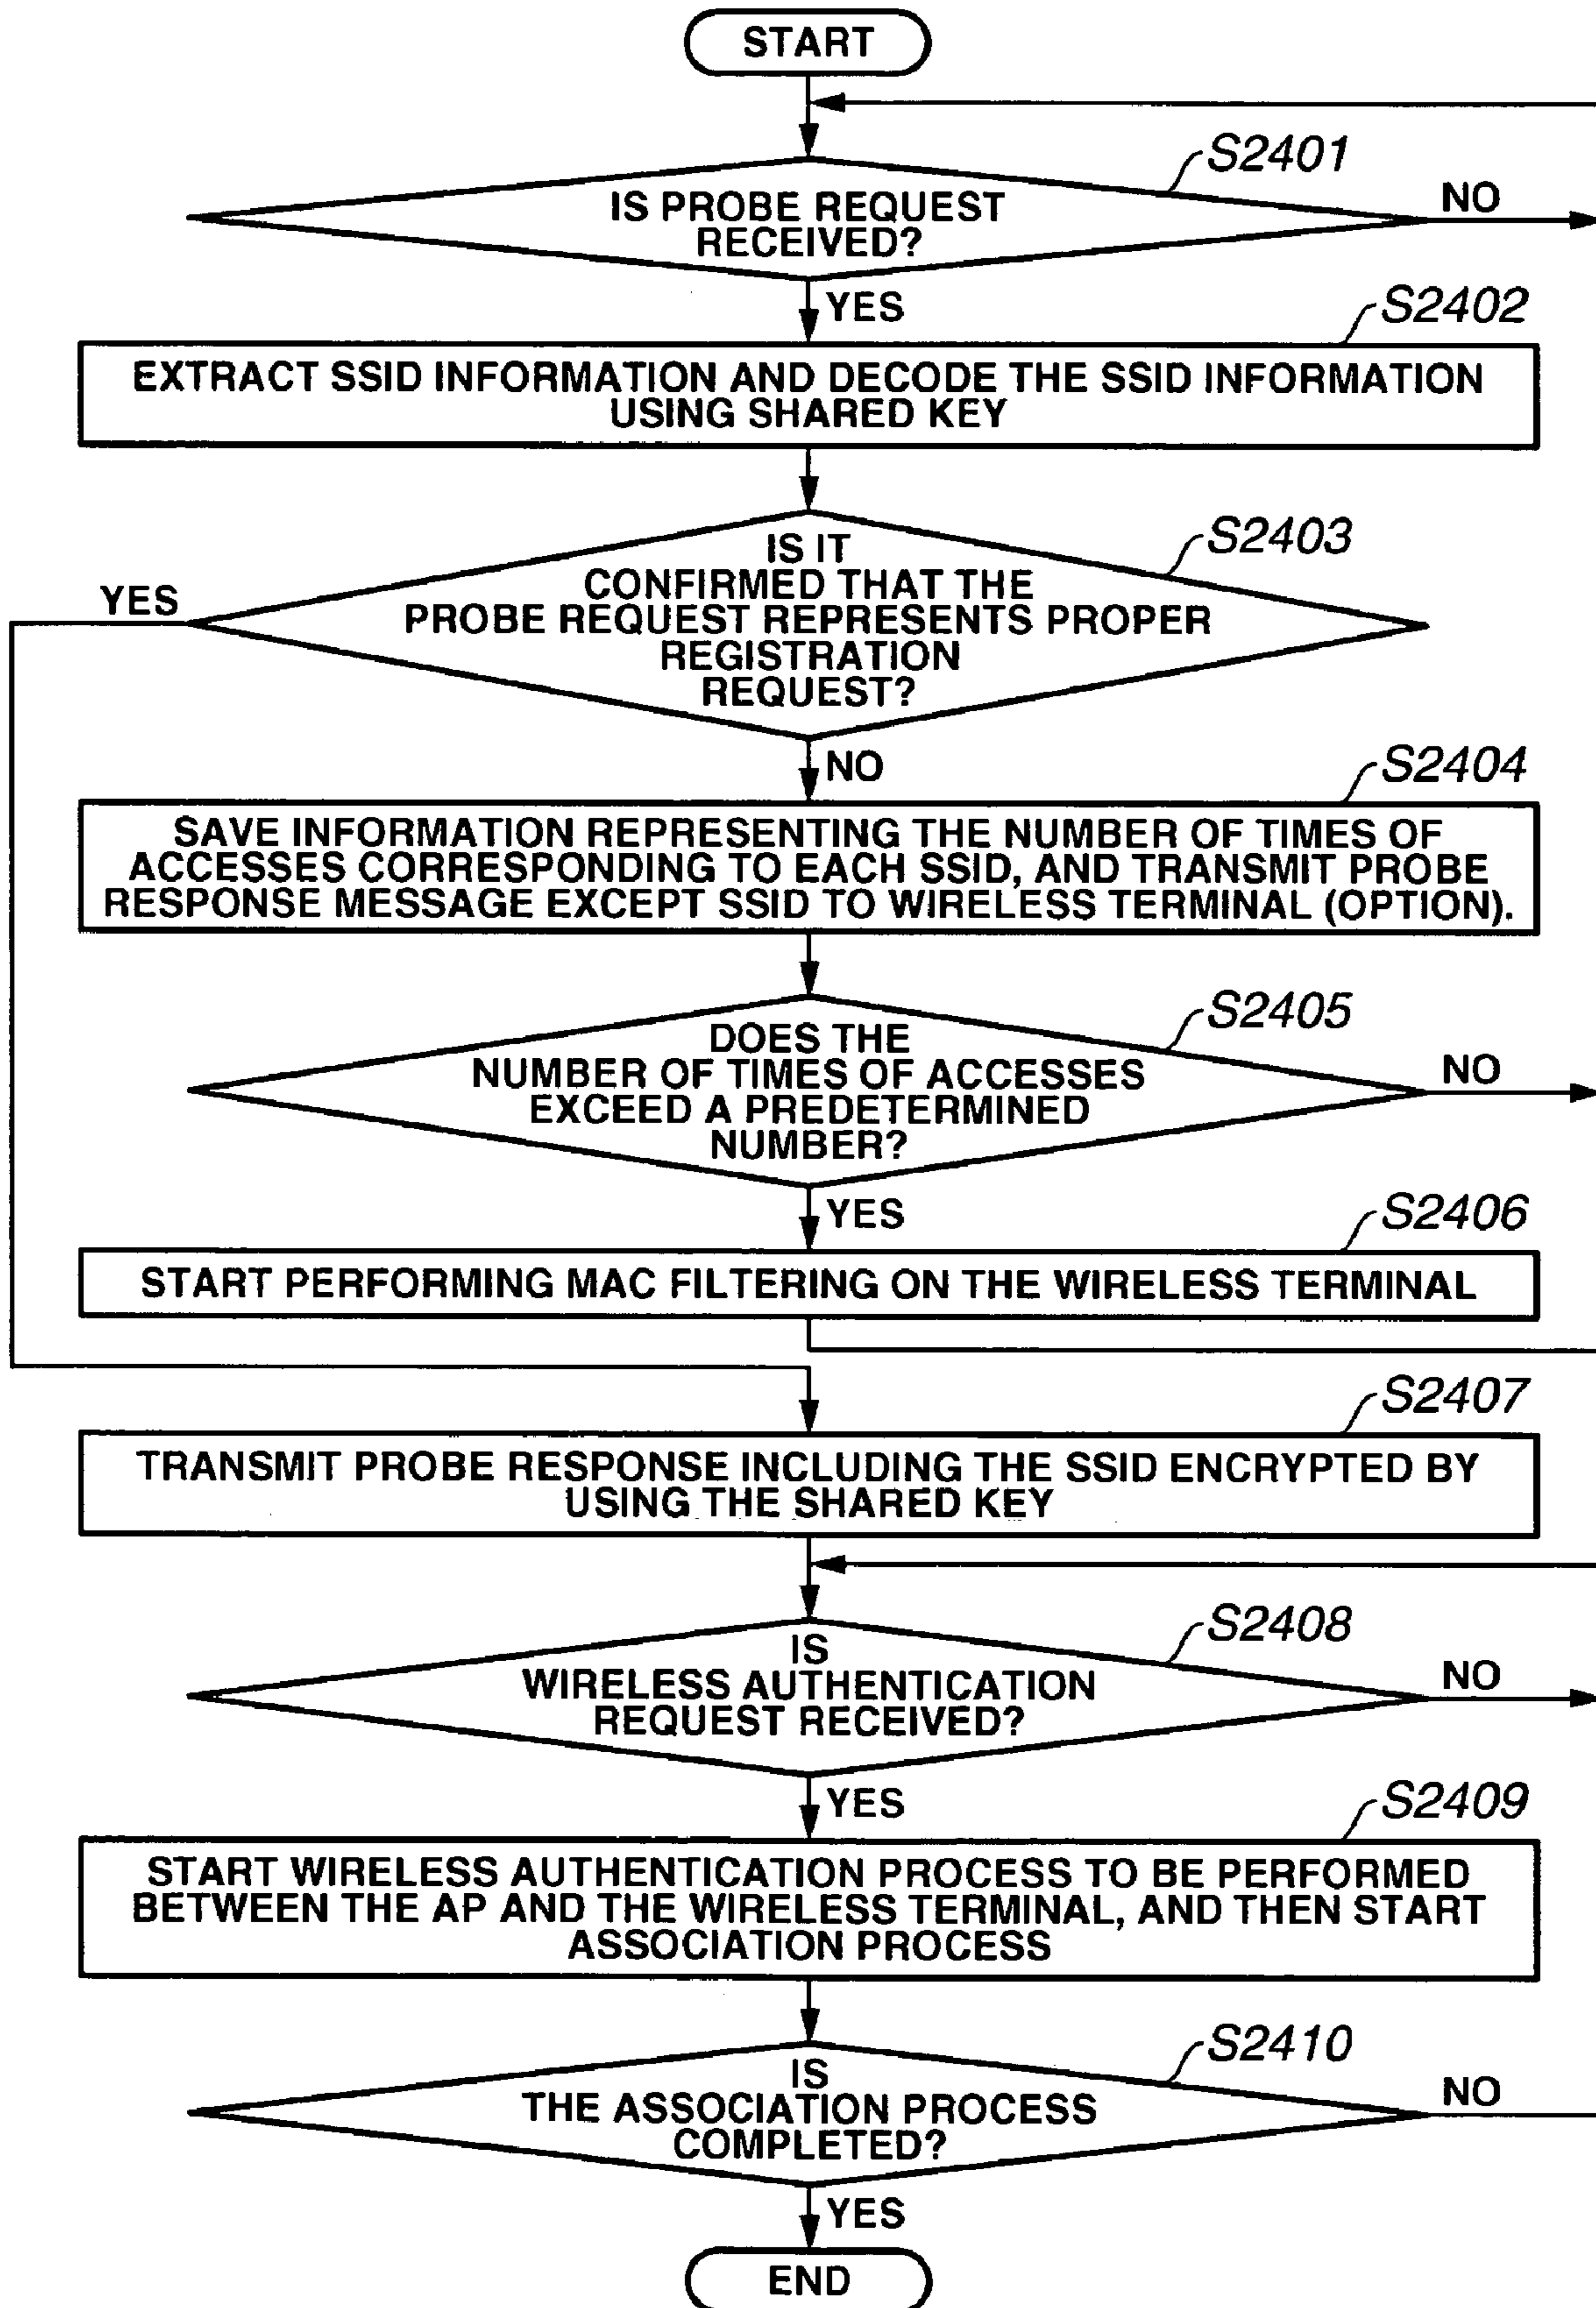 START
S2401
IS PROBE REQUEST
RECEIVED?
NO
YES
S2402
EXTRACT SSID INFORMATION AND DECODE THE SSID INFORMATION
USING SHARED KEY
S2403
IS IT
CONFIRMED THAT THE
PROBE REQUEST REPRESENTS PROPER
REGISTRATION
REQUEST?
YES
NO
S2404
SAVE INFORMATION REPRESENTING THE NUMBER OF TIMES OF
ACCESSES CORRESPONDING TO EACH SSID, AND TRANSMIT PROBE
RESPONSE MESSAGE EXCEPT SSID TO WIRELESS TERMINAL (OPTION).
S2405
DOES THE
NUMBER OF TIMES OF ACCESSES
EXCEED A PREDETERMINED
NUMBER?
NO
YES
S2406
START PERFORMING MAC FILTERING ON THE WIRELESS TERMINAL
S2407
TRANSMIT PROBE RESPONSE INCLUDING THE SSID ENCRYPTED BY
USING THE SHARED KEY
S2408
IS
WIRELESS AUTHENTICATION
REQUEST RECEIVED?
NO
YES
S2409
START WIRELESS AUTHENTICATION PROCESS TO BE PERFORMED
BETWEEN THE AP AND THE WIRELESS TERMINAL, AND THEN START
ASSOCIATION PROCESS
S2410
IS
THE ASSOCIATION PROCESS
COMPLETED?
NO
YES
END